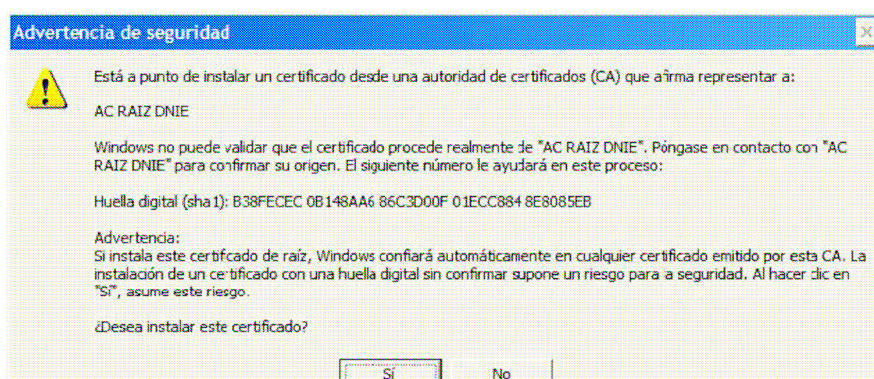 Advertencia de seguridad
Está a punto de instalar un certificado desde una autoridad de certificados (CA) que afirma representar a:
AC RAIZ DNIE
Windows no puede validar que el certificado procede realmente de "AC RAIZ DNIE". Póngase en contacto con "AC
RAIZ DNIE" para confirmar su origen. El siguiente número le ayudará en este proceso:
Huella digital (sha1): B38FECEC 0B148AA6 86C3D00F 01ECC884 8E8085EB
Advertencia:
Si instala este certificado de raíz, Windows confiará automáticamente en cualquier certificado emitido por esta CA. La
instalación de un certificado con una huella digital sin confirmar supone un riesgo para la seguridad. Al hacer clic en
"Sí", asume este riesgo.
¿Desea instalar este certificado?
Sí No